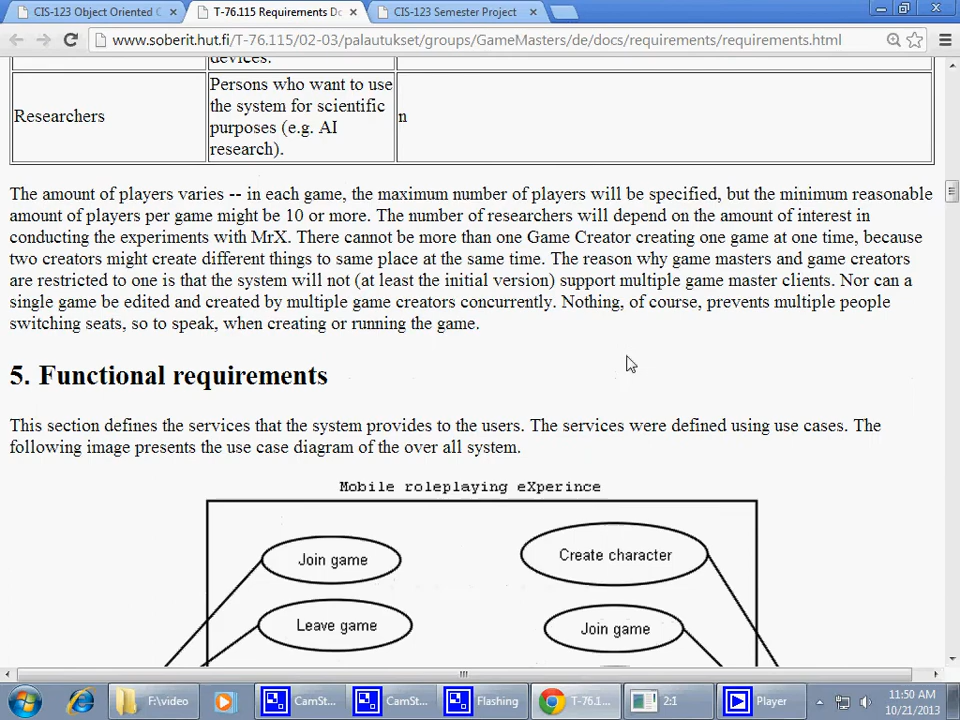 CIS-123 Object Oriented C
T-76.115 Requirements Do
CIS-123 Semester Project
www.soberit.hut.fi/T-76.115/02-03/palautukset/groups/GameMasters/de/docs/requirements/requirements.html
devices.
Researchers
Persons who want to use
the system for scientific
purposes (e.g. AI
research).
n
The amount of players varies -- in each game, the maximum number of players will be specified, but the minimum reasonable
amount of players per game might be 10 or more. The number of researchers will depend on the amount of interest in
conducting the experiments with MrX. There cannot be more than one Game Creator creating one game at one time, because
two creators might create different things to same place at the same time. The reason why game masters and game creators
are restricted to one is that the system will not (at least the initial version) support multiple game master clients. Nor can a
single game be edited and created by multiple game creators concurrently. Nothing, of course, prevents multiple people
switching seats, so to speak, when creating or running the game.
5. Functional requirements
This section defines the services that the system provides to the users. The services were defined using use cases. The
following image presents the use case diagram of the over all system.
Mobile roleplaying eXperince
Join game
Create character
Leave game
Join game
F:\video
CamSt...
CamSt...
Flashing
T-76.1...
2:1
Player
11:50 AM
10/21/2013